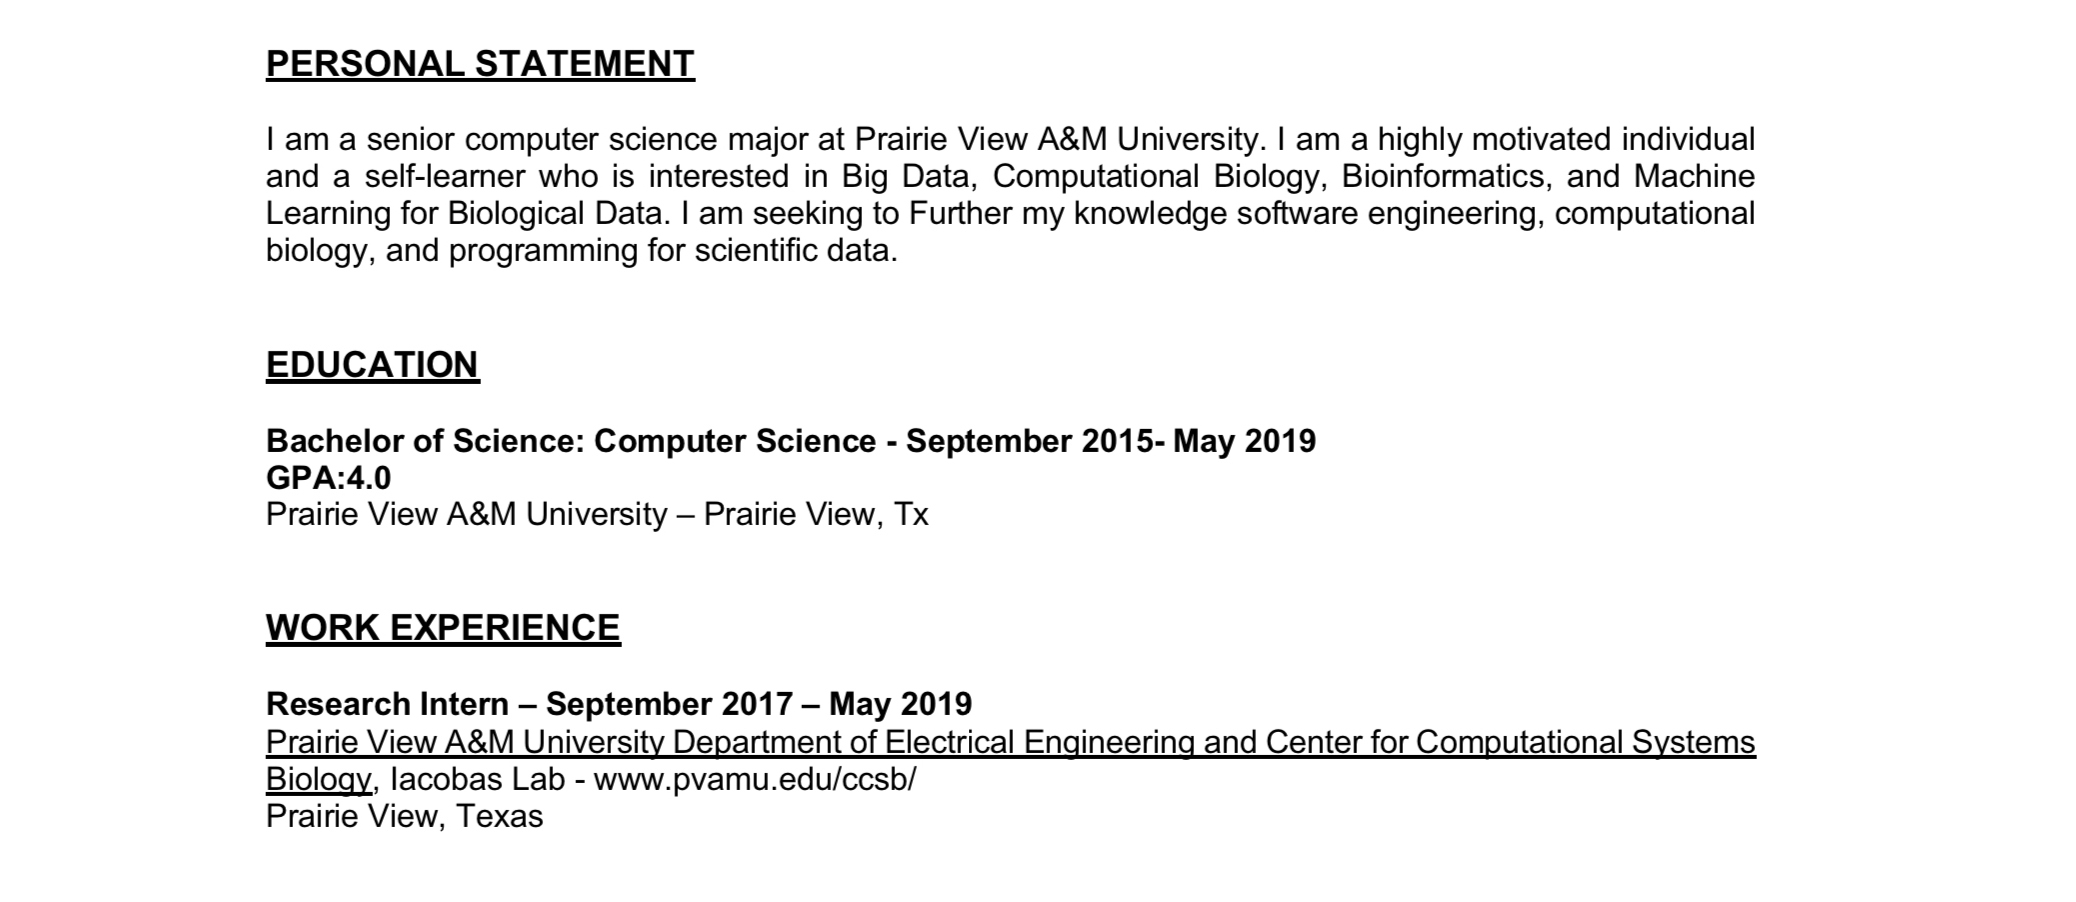 PERSONAL STATEMENT
I am a senior computer science major at Prairie View A&M University. I am a highly motivated individual
and a self-learner who is interested in Big Data, Computational Biology, Bioinformatics, and Machine
Learning for Biological Data. I am seeking to Further my knowledge software engineering, computational
biology, and programming for scientific data.
EDUCATION
Bachelor of Science: Computer Science - September 2015- May 2019
GPA:4.0
Prairie View A&M University – Prairie View, Tx
WORK EXPERIENCE
Research Intern – September 2017 – May 2019
Prairie View A&M University Department of Electrical Engineering and Center for Computational Systems
Biology, Iacobas Lab - www.pvamu.edu/ccsb/
Prairie View, Texas